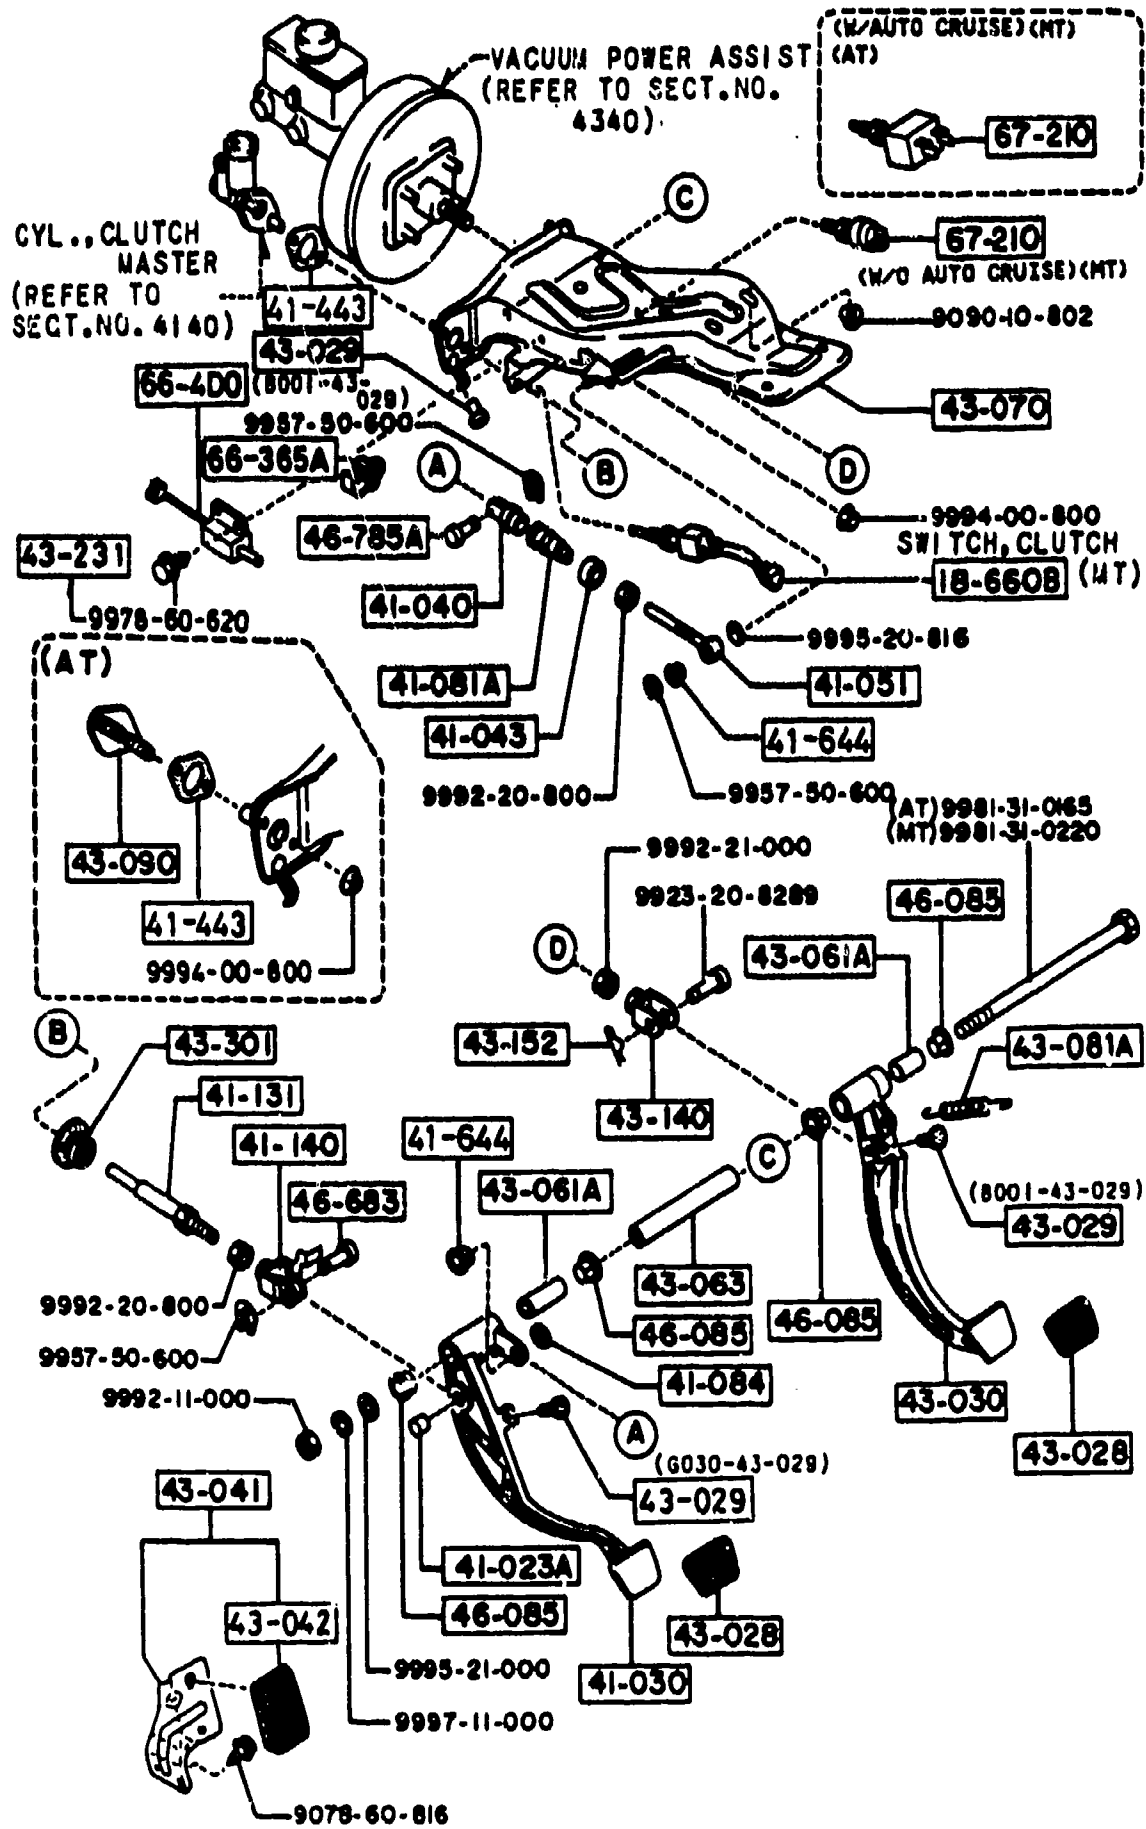 (W/AUTO CRUISE)(MT)
(AT)
67-210
VACUUM POWER ASSIST
(REFER TO SECT.NO.
4340)
C
67-210
(W/O AUTO CRUISE)(MT)
CYL.,CLUTCH
MASTER
(REFER TO
SECT.NO. 4140)
41-443
9090-10-802
43-029
(8001-43-
029)
66-4D0
43-070
9957-50-600
66-365A
A
B
D
46-785A
9994-00-800
SWITCH, CLUTCH
18-660B (MT)
43-231
9978-60-620
41-040
9995-20-816
(AT)
41-081A
41-051
41-043
41-644
9992-20-800
9957-50-600
(AT)9981-31-0165
(MT)9981-31-0220
43-090
41-443
9994-00-800
9992-21-000
9923-20-8289
46-085
D
43-061A
B
43-301
43-152
43-081A
41-131
43-140
41-140
41-644
C
46-683
43-061A
(8001-43-029)
43-029
43-063
9992-20-800
46-085
46-085
9957-50-600
41-084
9992-11-000
43-030
A
(G030-43-029)
43-028
43-029
43-041
41-023A
43-042
46-085
43-028
9995-21-000
41-030
9997-11-000
9078-60-816